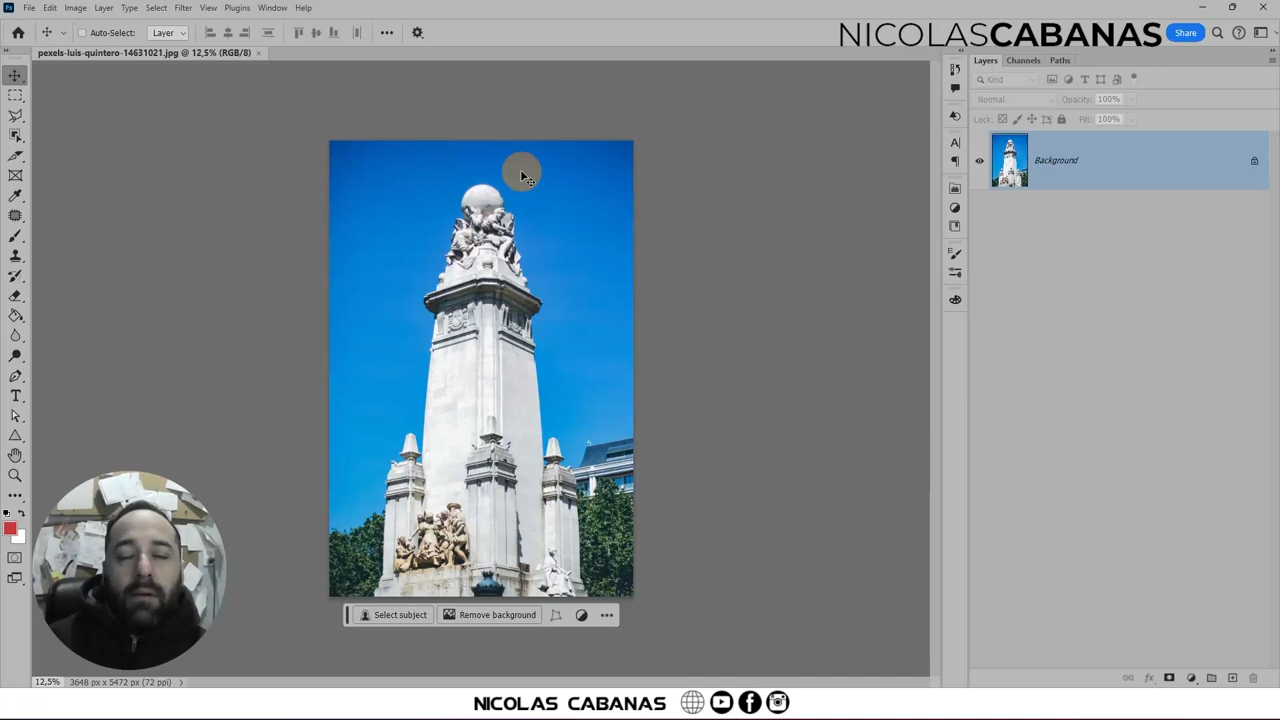 Ps File Edit Image Layer Type Select Filter View Plugins Window Help
Auto-Select: Layer
NICOLASCABANAS
Share
pexels-luis-quintero-14631021.jpg @ 12,5% (RGB/8)
Layers Channels Paths
Kind
Normal Opacity: 100%
Lock: Fill: 100%
Background
Select subject Remove background
12,5% 3648 px x 5472 px (72 ppi)
NICOLAS CABANAS